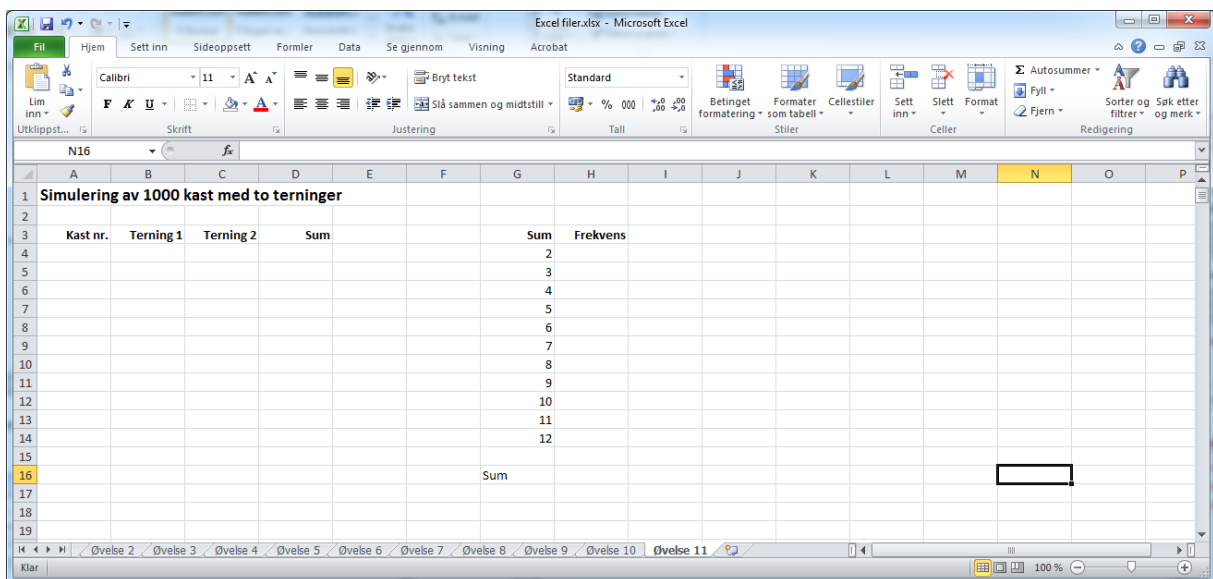 Excel filer.xlsx - Microsoft Excel
Fil Hjem Sett inn Sideoppsett Formler Data Se gjennom Visning Acrobat
Lim inn
Utklippst...
Calibri 11
F K U
Skrift
Bryt tekst
Slå sammen og midtstill
Justering
Standard
% 000
Tall
Betinget formatering
Formater som tabell
Cellestiler
Stiler
Sett inn
Slett
Format
Celler
Σ Autosummer
Fyll
Fjern
Sorter og filtrer
Søk etter og merk
Redigering
N16 fx
A B C D E F G H I J K L M N O P
1 Simulering av 1000 kast med to terninger
2
3 Kast nr. Terning 1 Terning 2 Sum Sum Frekvens
4 2
5 3
6 4
7 5
8 6
9 7
10 8
11 9
12 10
13 11
14 12
15
16 Sum
17
18
19
Øvelse 2 Øvelse 3 Øvelse 4 Øvelse 5 Øvelse 6 Øvelse 7 Øvelse 8 Øvelse 9 Øvelse 10 Øvelse 11
Klar 100 %